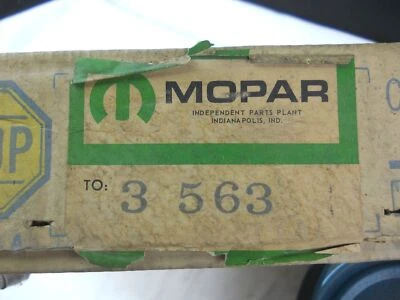 MOPAR
INDEPENDENT PARTS PLANT
INDIANAPOLIS, IND.
TO: 3 563